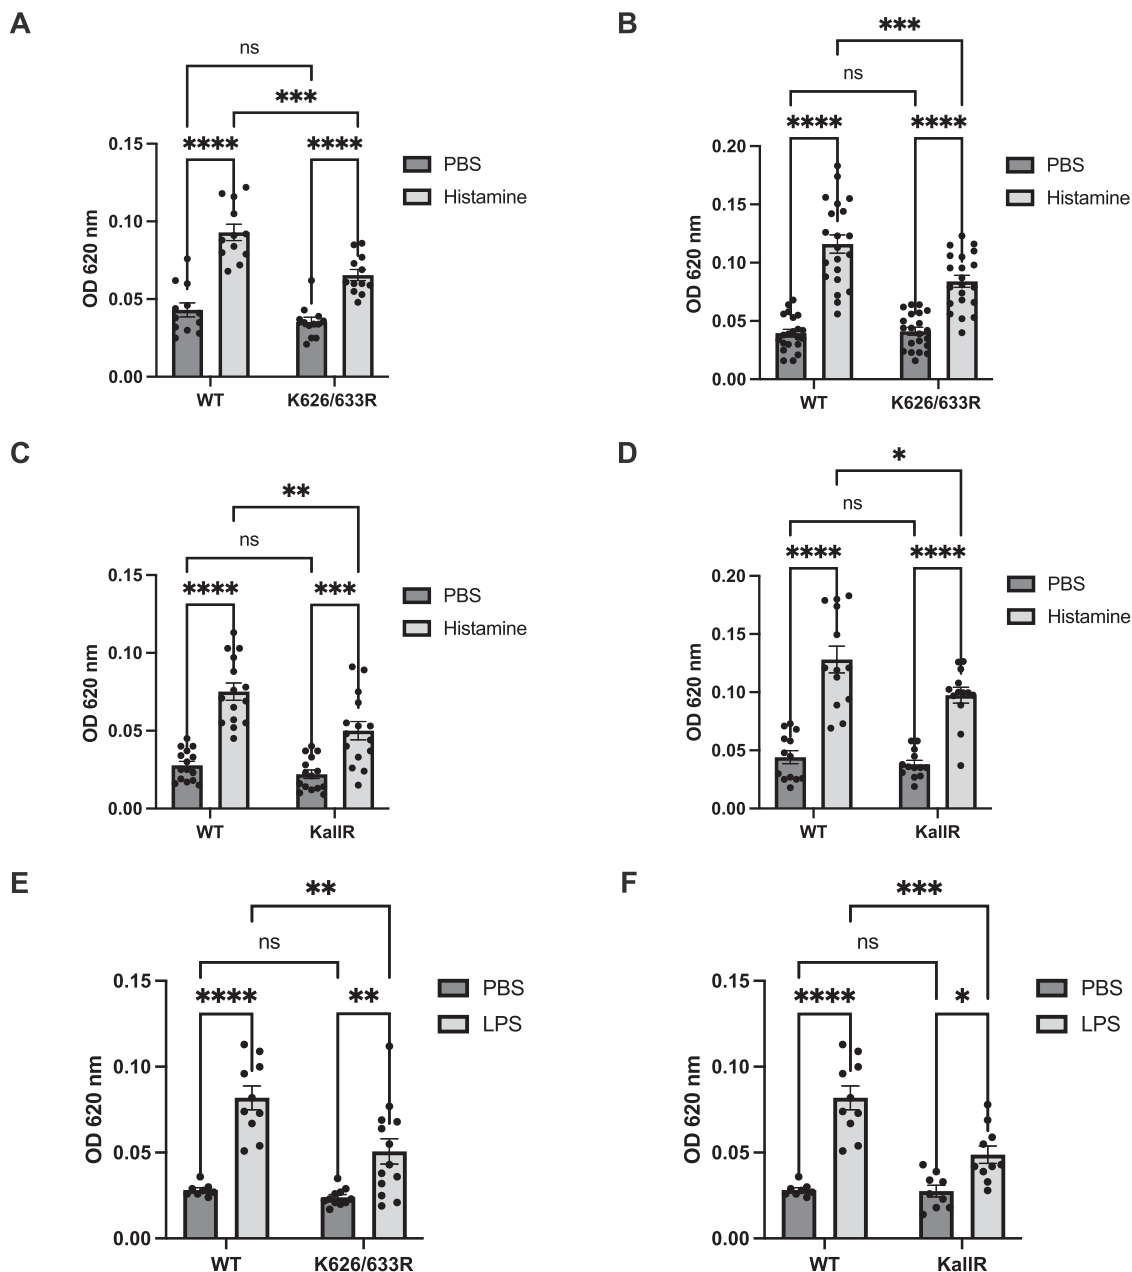 A
ns
***
****
****
0.15
0.10
0.05
0.00
OD 620 nm
WT
K626/633R
PBS
Histamine
B
***
ns
****
****
0.20
0.15
0.10
0.05
0.00
OD 620 nm
WT
K626/633R
PBS
Histamine
C
**
ns
****
***
0.15
0.10
0.05
0.00
OD 620 nm
WT
KallR
PBS
Histamine
D
*
ns
****
****
0.20
0.15
0.10
0.05
0.00
OD 620 nm
WT
KallR
PBS
Histamine
E
**
ns
****
**
0.15
0.10
0.05
0.00
OD 620 nm
WT
K626/633R
PBS
LPS
F
***
ns
****
*
0.15
0.10
0.05
0.00
OD 620 nm
WT
KallR
PBS
LPS